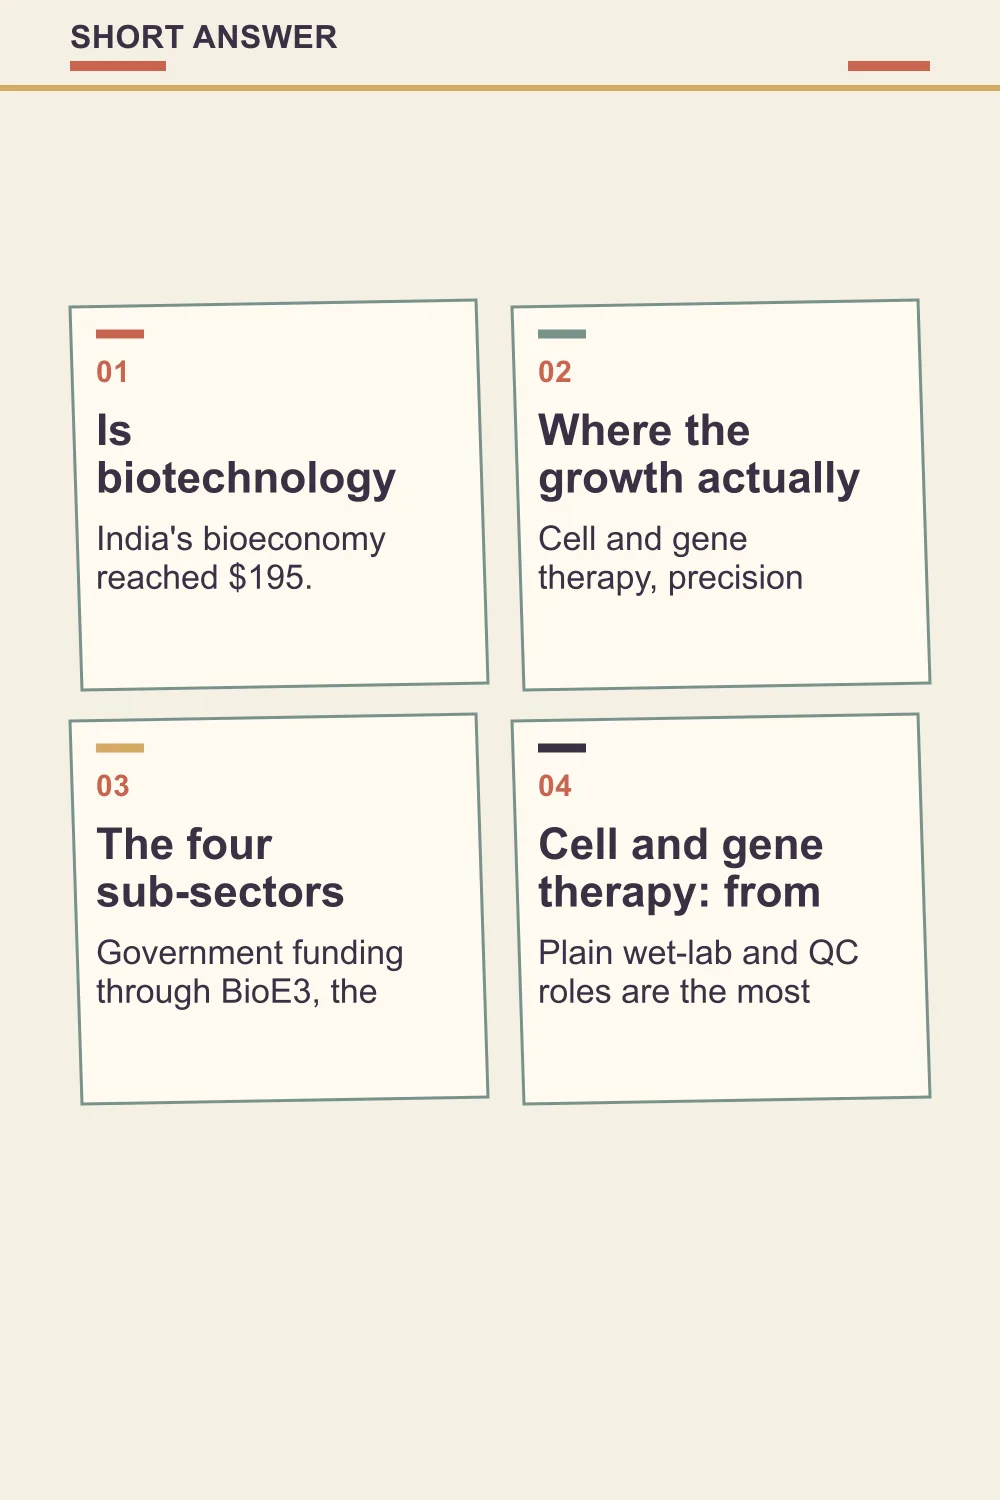 SHORT ANSWER
01
Is
biotechnology
India's bioeconomy
reached $195.
02
Where the
growth actually
Cell and gene
therapy, precision
03
The four
sub-sectors
Government funding
through BioE3, the
04
Cell and gene
therapy: from
Plain wet-lab and QC
roles are the most